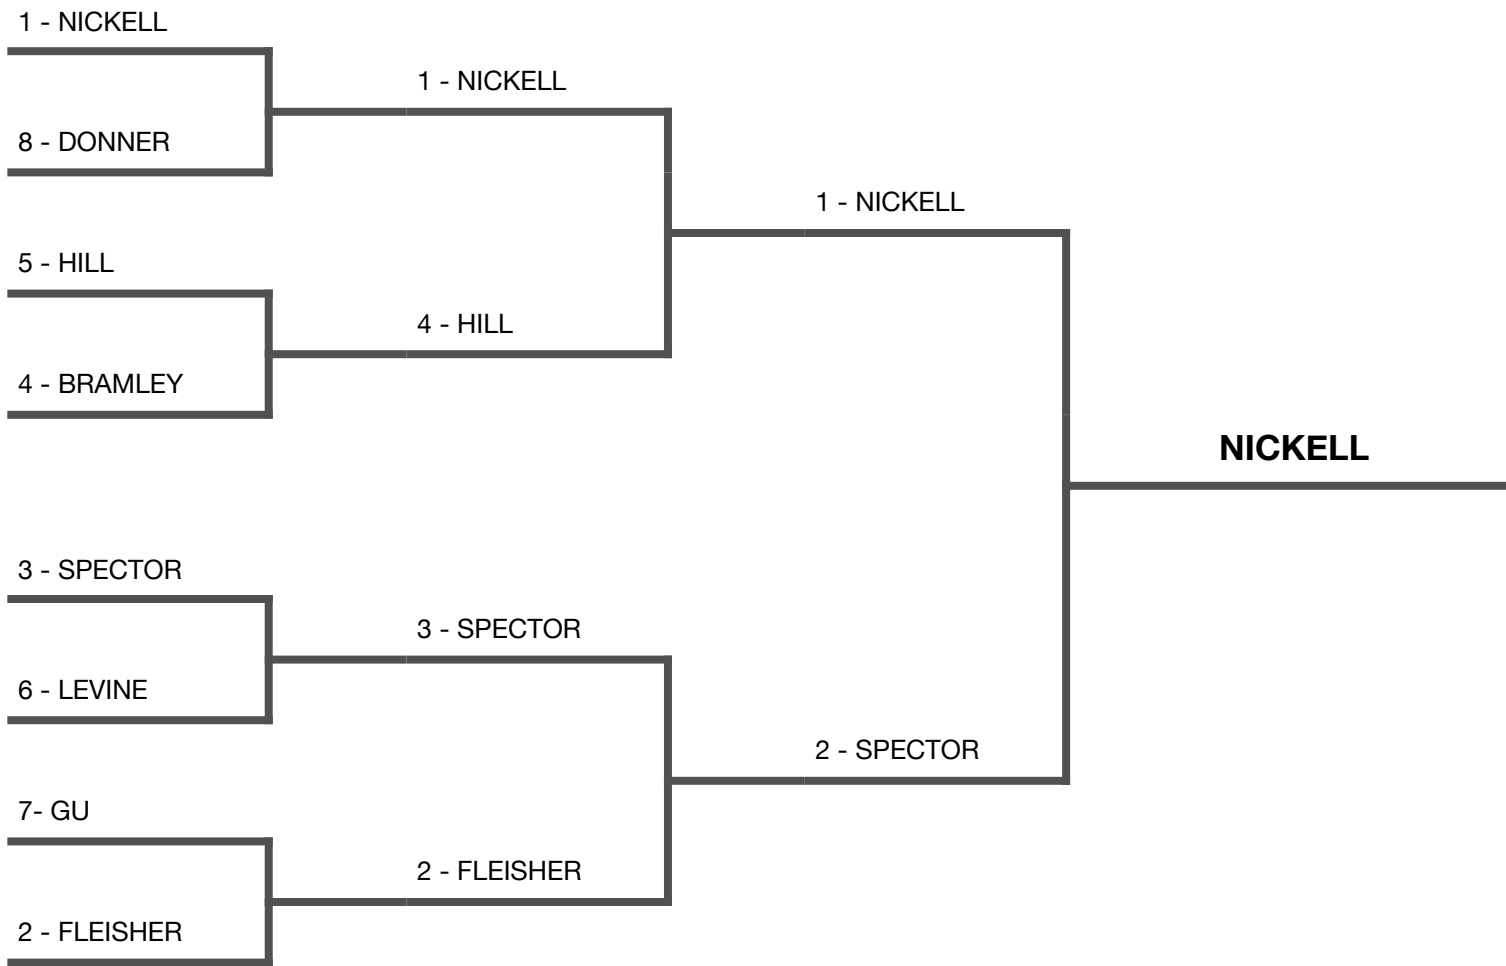 1 - NICKELL
1 - NICKELL
8 - DONNER
1 - NICKELL
5 - HILL
4 - HILL
4 - BRAMLEY
NICKELL
3 - SPECTOR
3 - SPECTOR
6 - LEVINE
2 - SPECTOR
7- GU
2 - FLEISHER
2 - FLEISHER